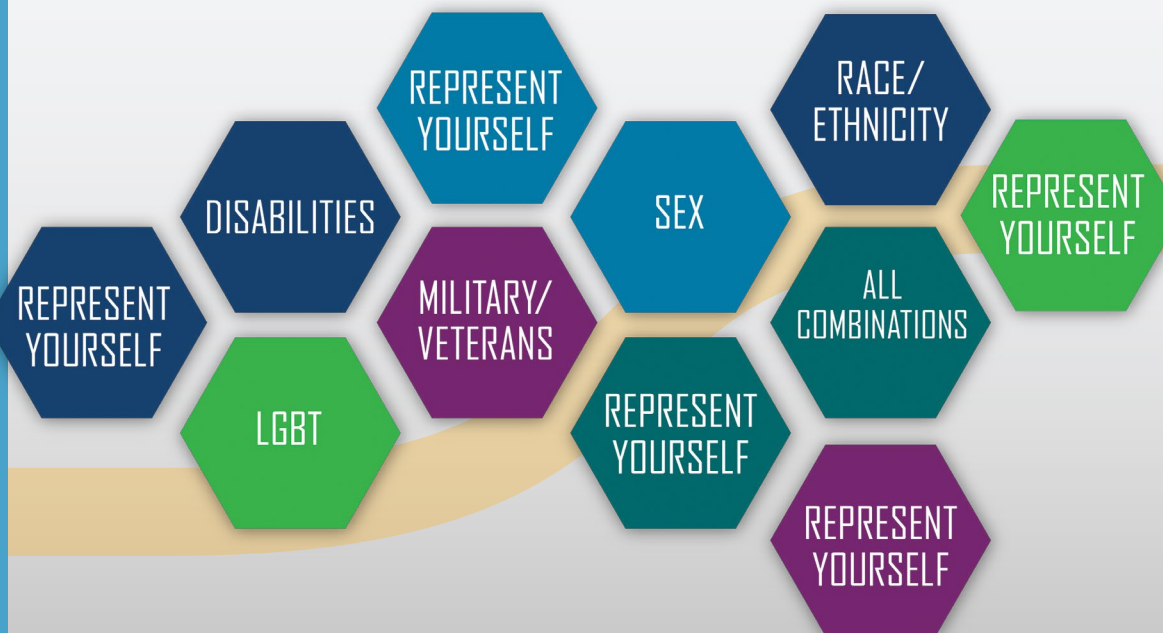 REPRESENT
YOURSELF
DISABILITIES
LGBT
REPRESENT
YOURSELF
MILITARY/
VETERANS
SEX
REPRESENT
YOURSELF
RACE/
ETHNICITY
ALL
COMBINATIONS
REPRESENT
YOURSELF
REPRESENT
YOURSELF